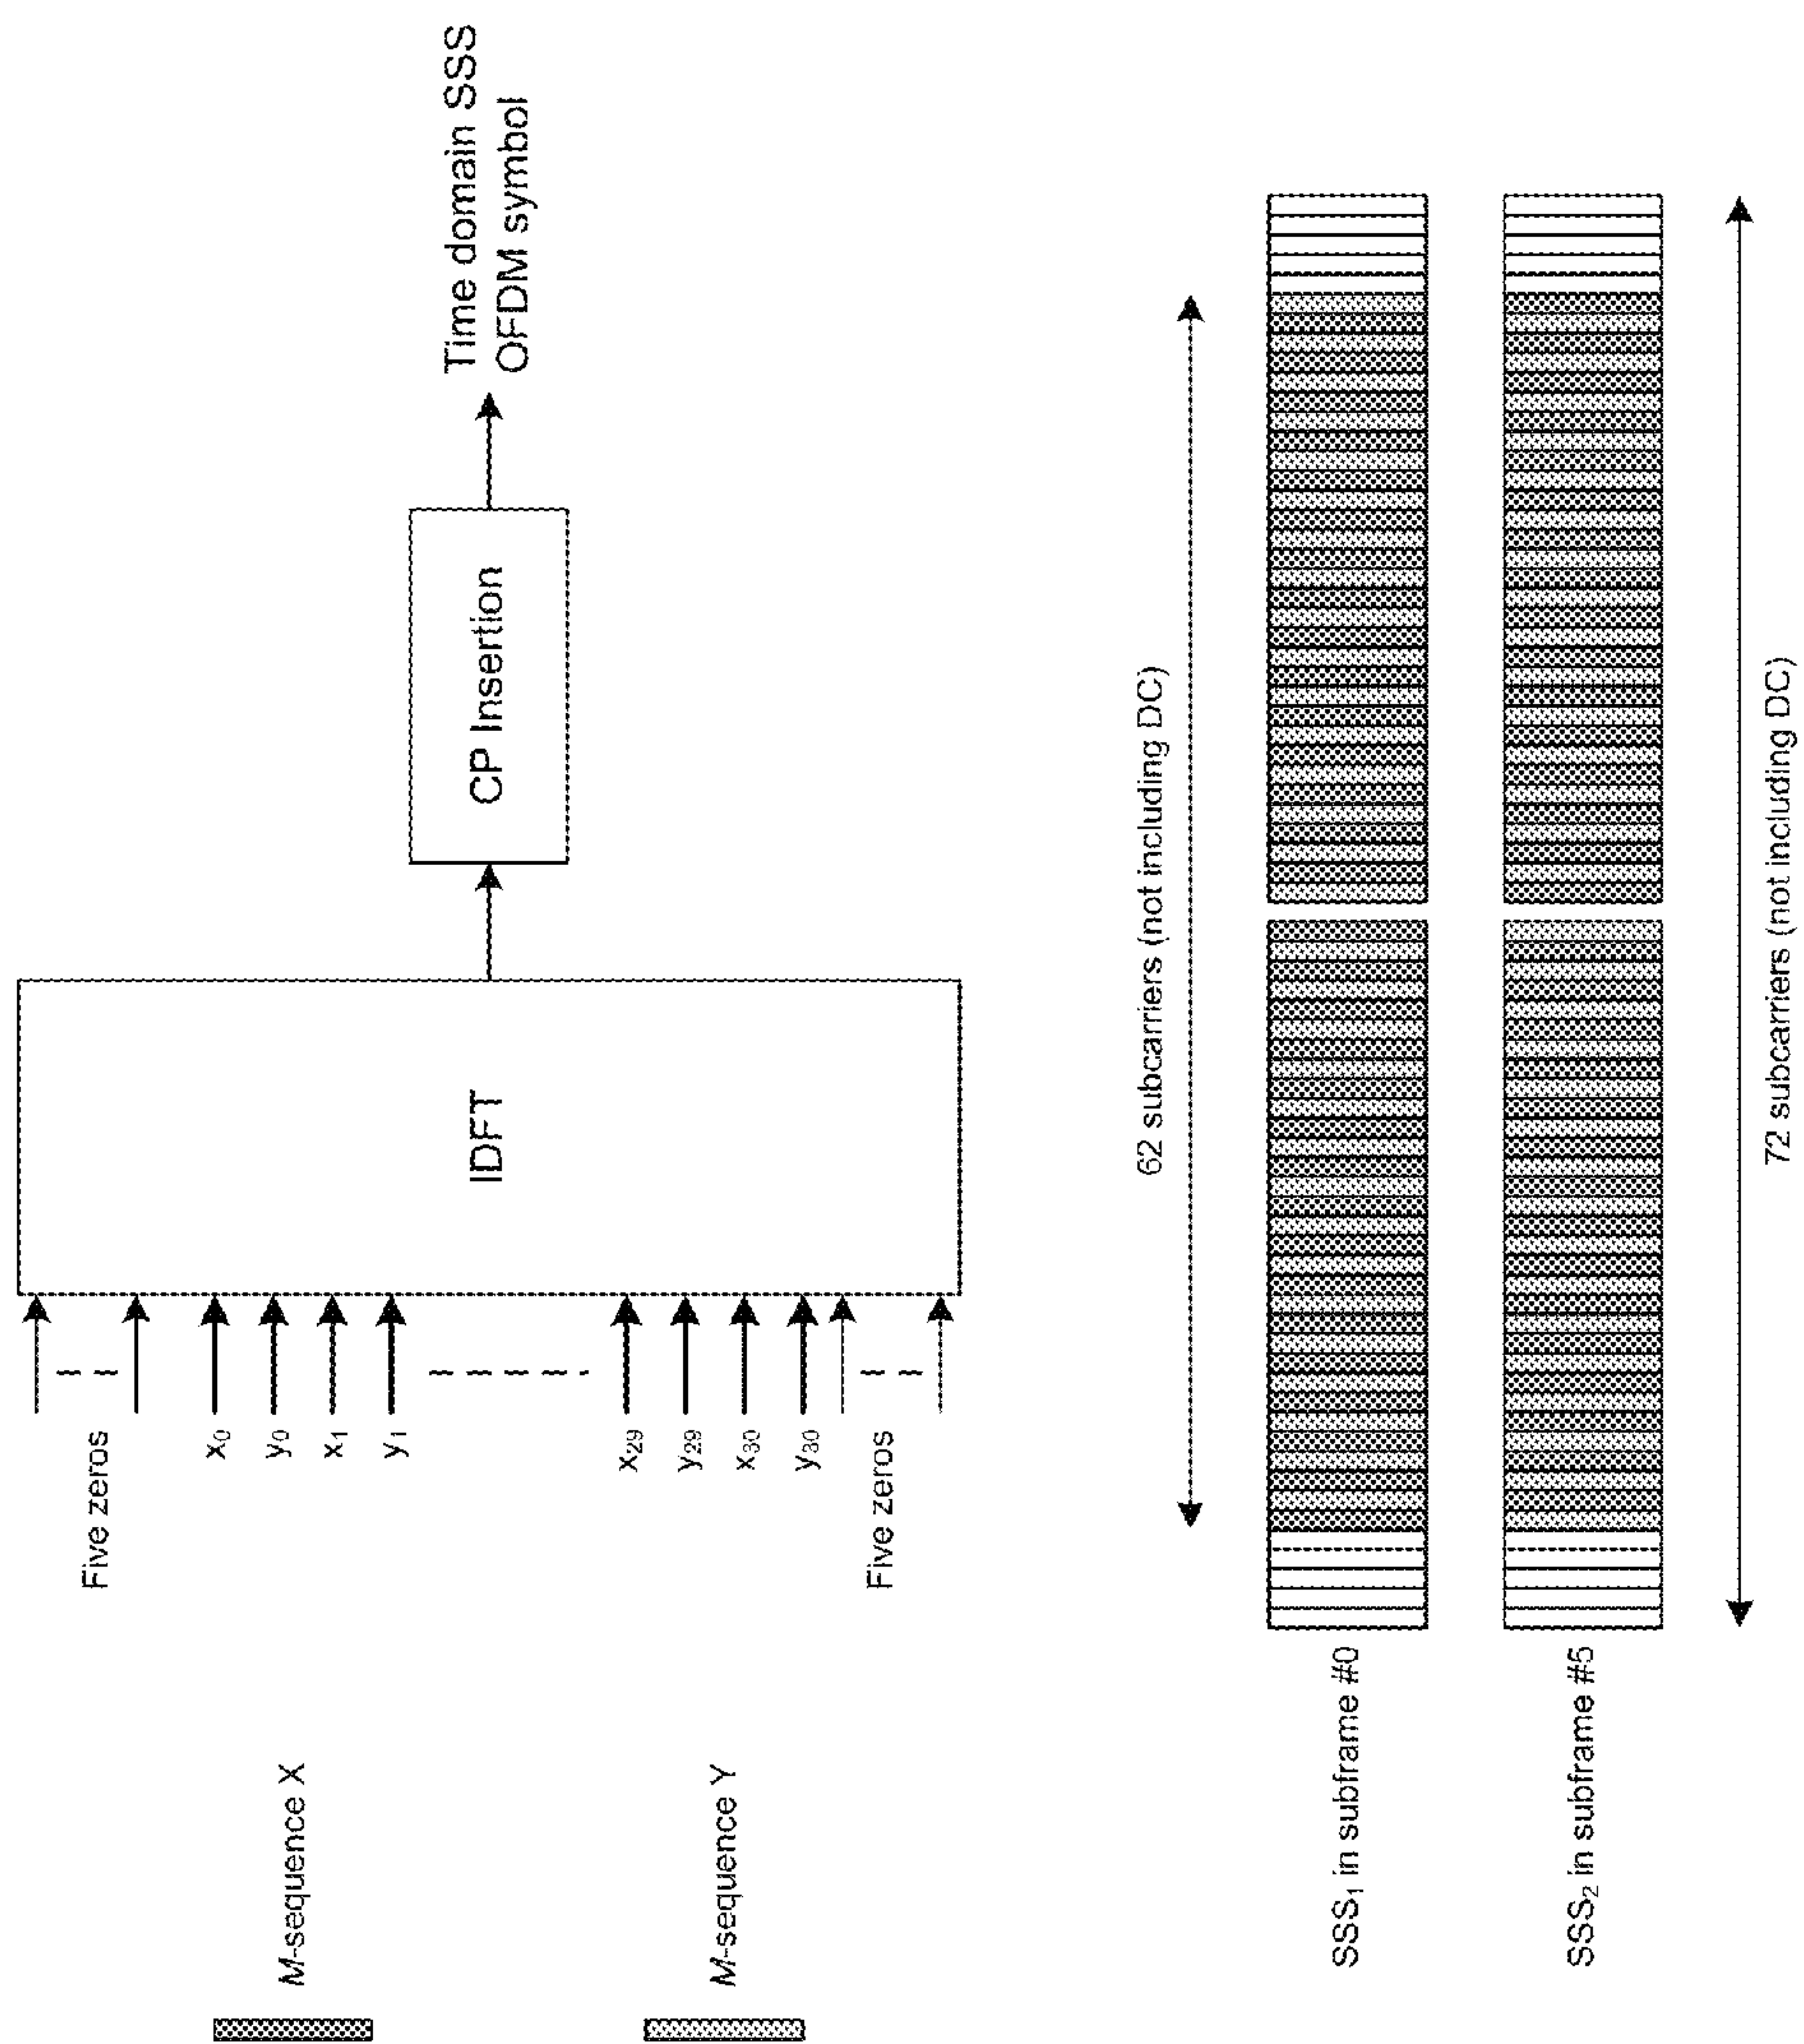 M-sequence X
M-sequence Y
Five zeros
x0
y0
x1
y1
x29
y29
x30
y30
Five zeros
IDFT
CP Insertion
Time domain SSS
OFDM symbol
62 subcarriers (not including DC)
SSS1 in subframe #0
SSS2 in subframe #5
72 subcarriers (not including DC)